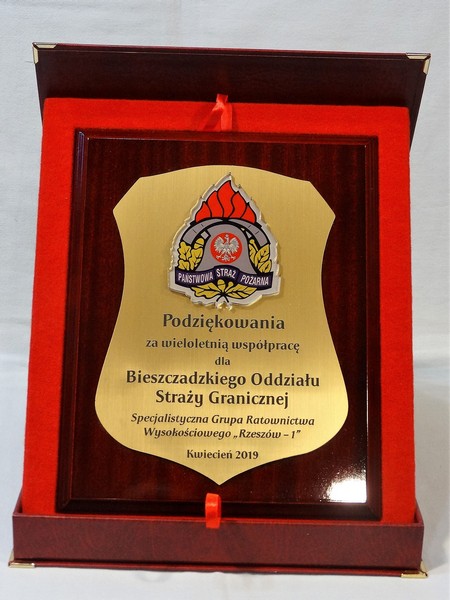 PAŃSTWOWA STRAŻ POŻARNA
Podziękowania
za wieloletnią współpracę
dla
Bieszczadzkiego Oddziału
Straży Granicznej
Specjalistyczna Grupa Ratownictwa
Wysokościowego „Rzeszów – 1”
Kwiecień 2019